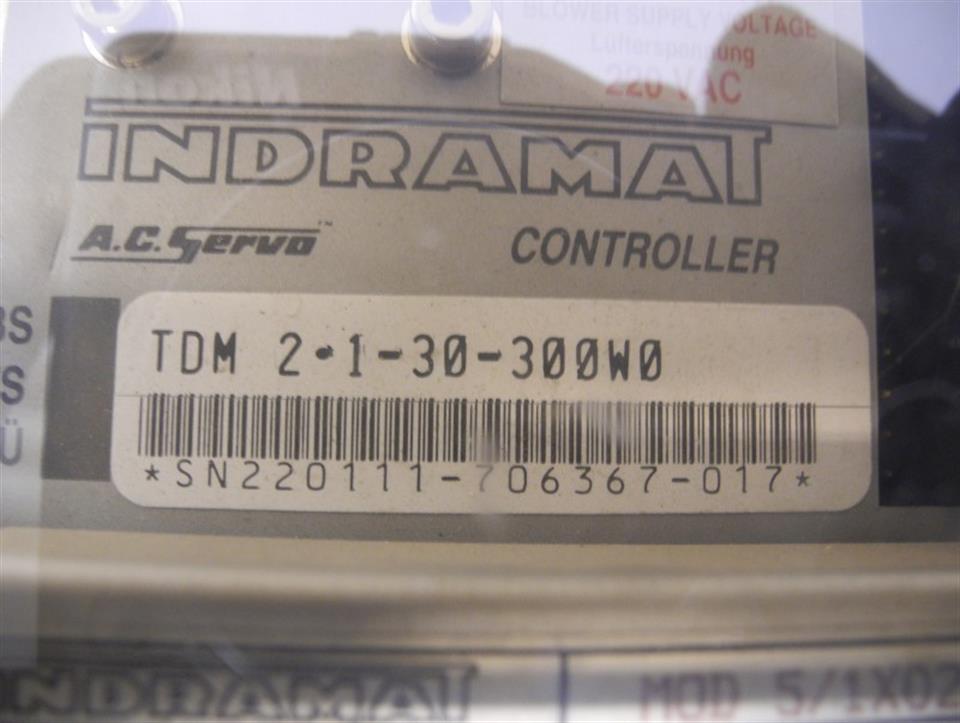 BLOWER SUPPLY VOLTAGE
Lüfterspannung
220 VAC
INDRAMAT
A.C. Servo™ CONTROLLER
TDM 2·1-30-300W0
*SN220111-706367-017*
INDRAMAT MOD 5/1X02